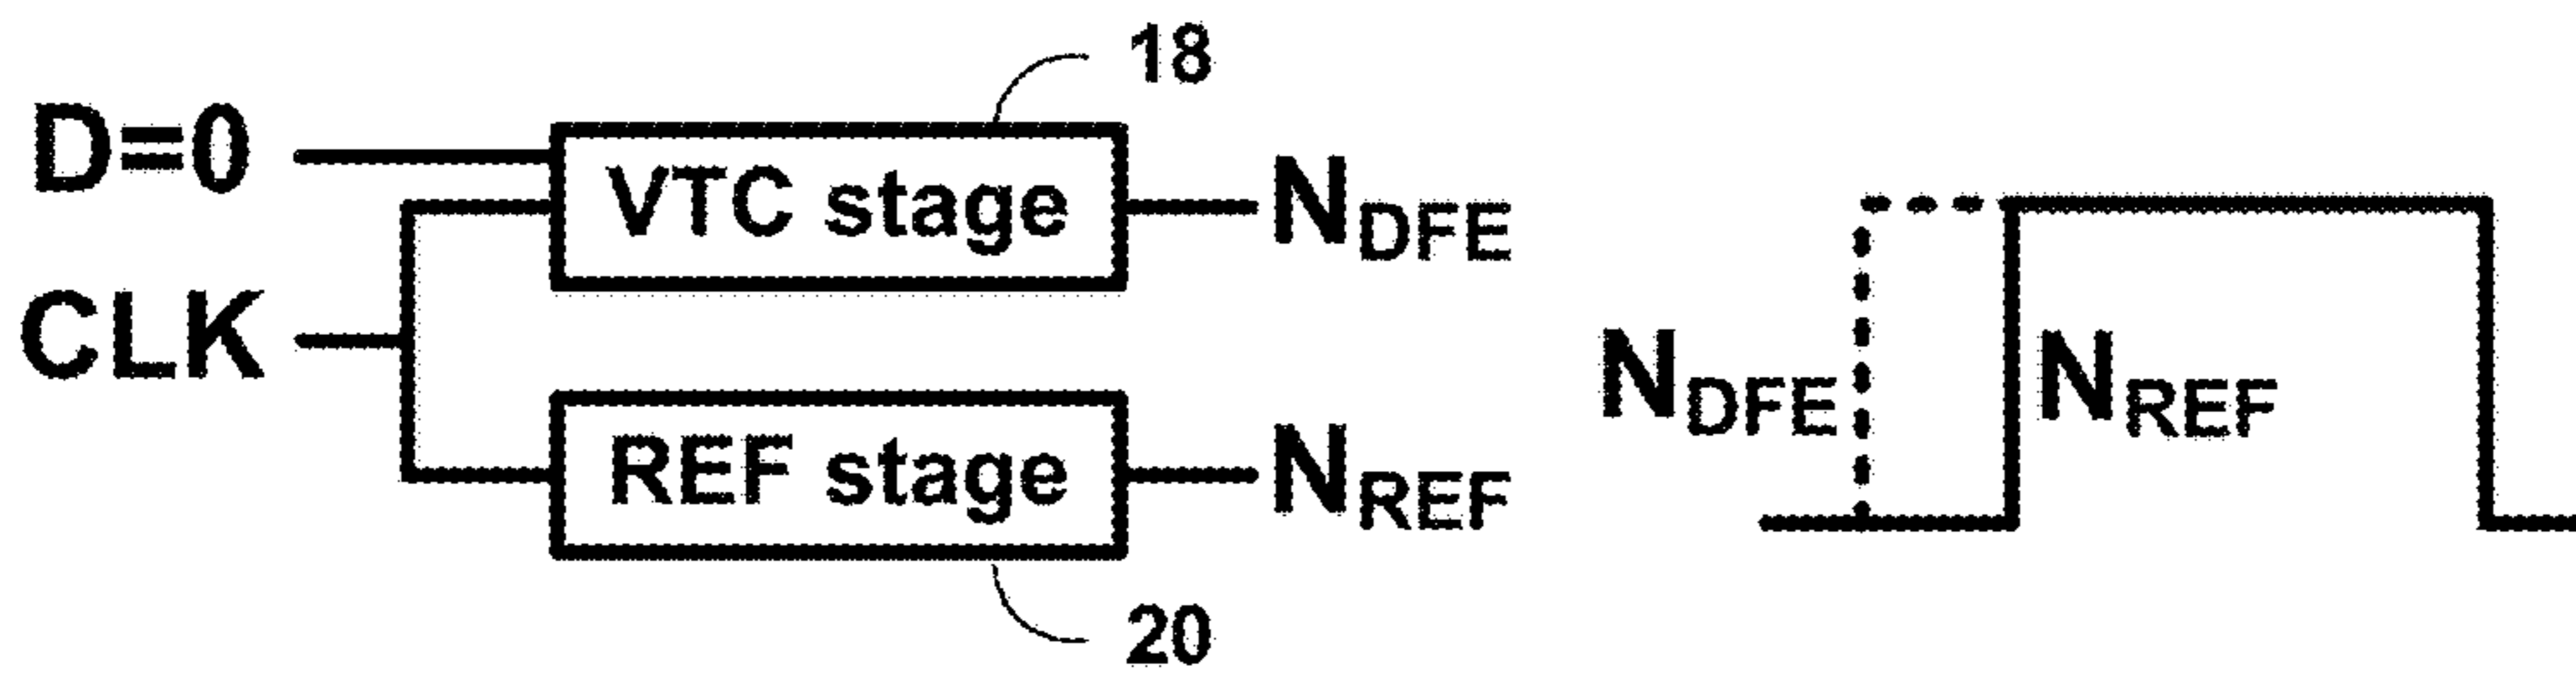 18
D=0
VTC stage
NDFE
CLK
NDFE
NREF
REF stage
NREF
20